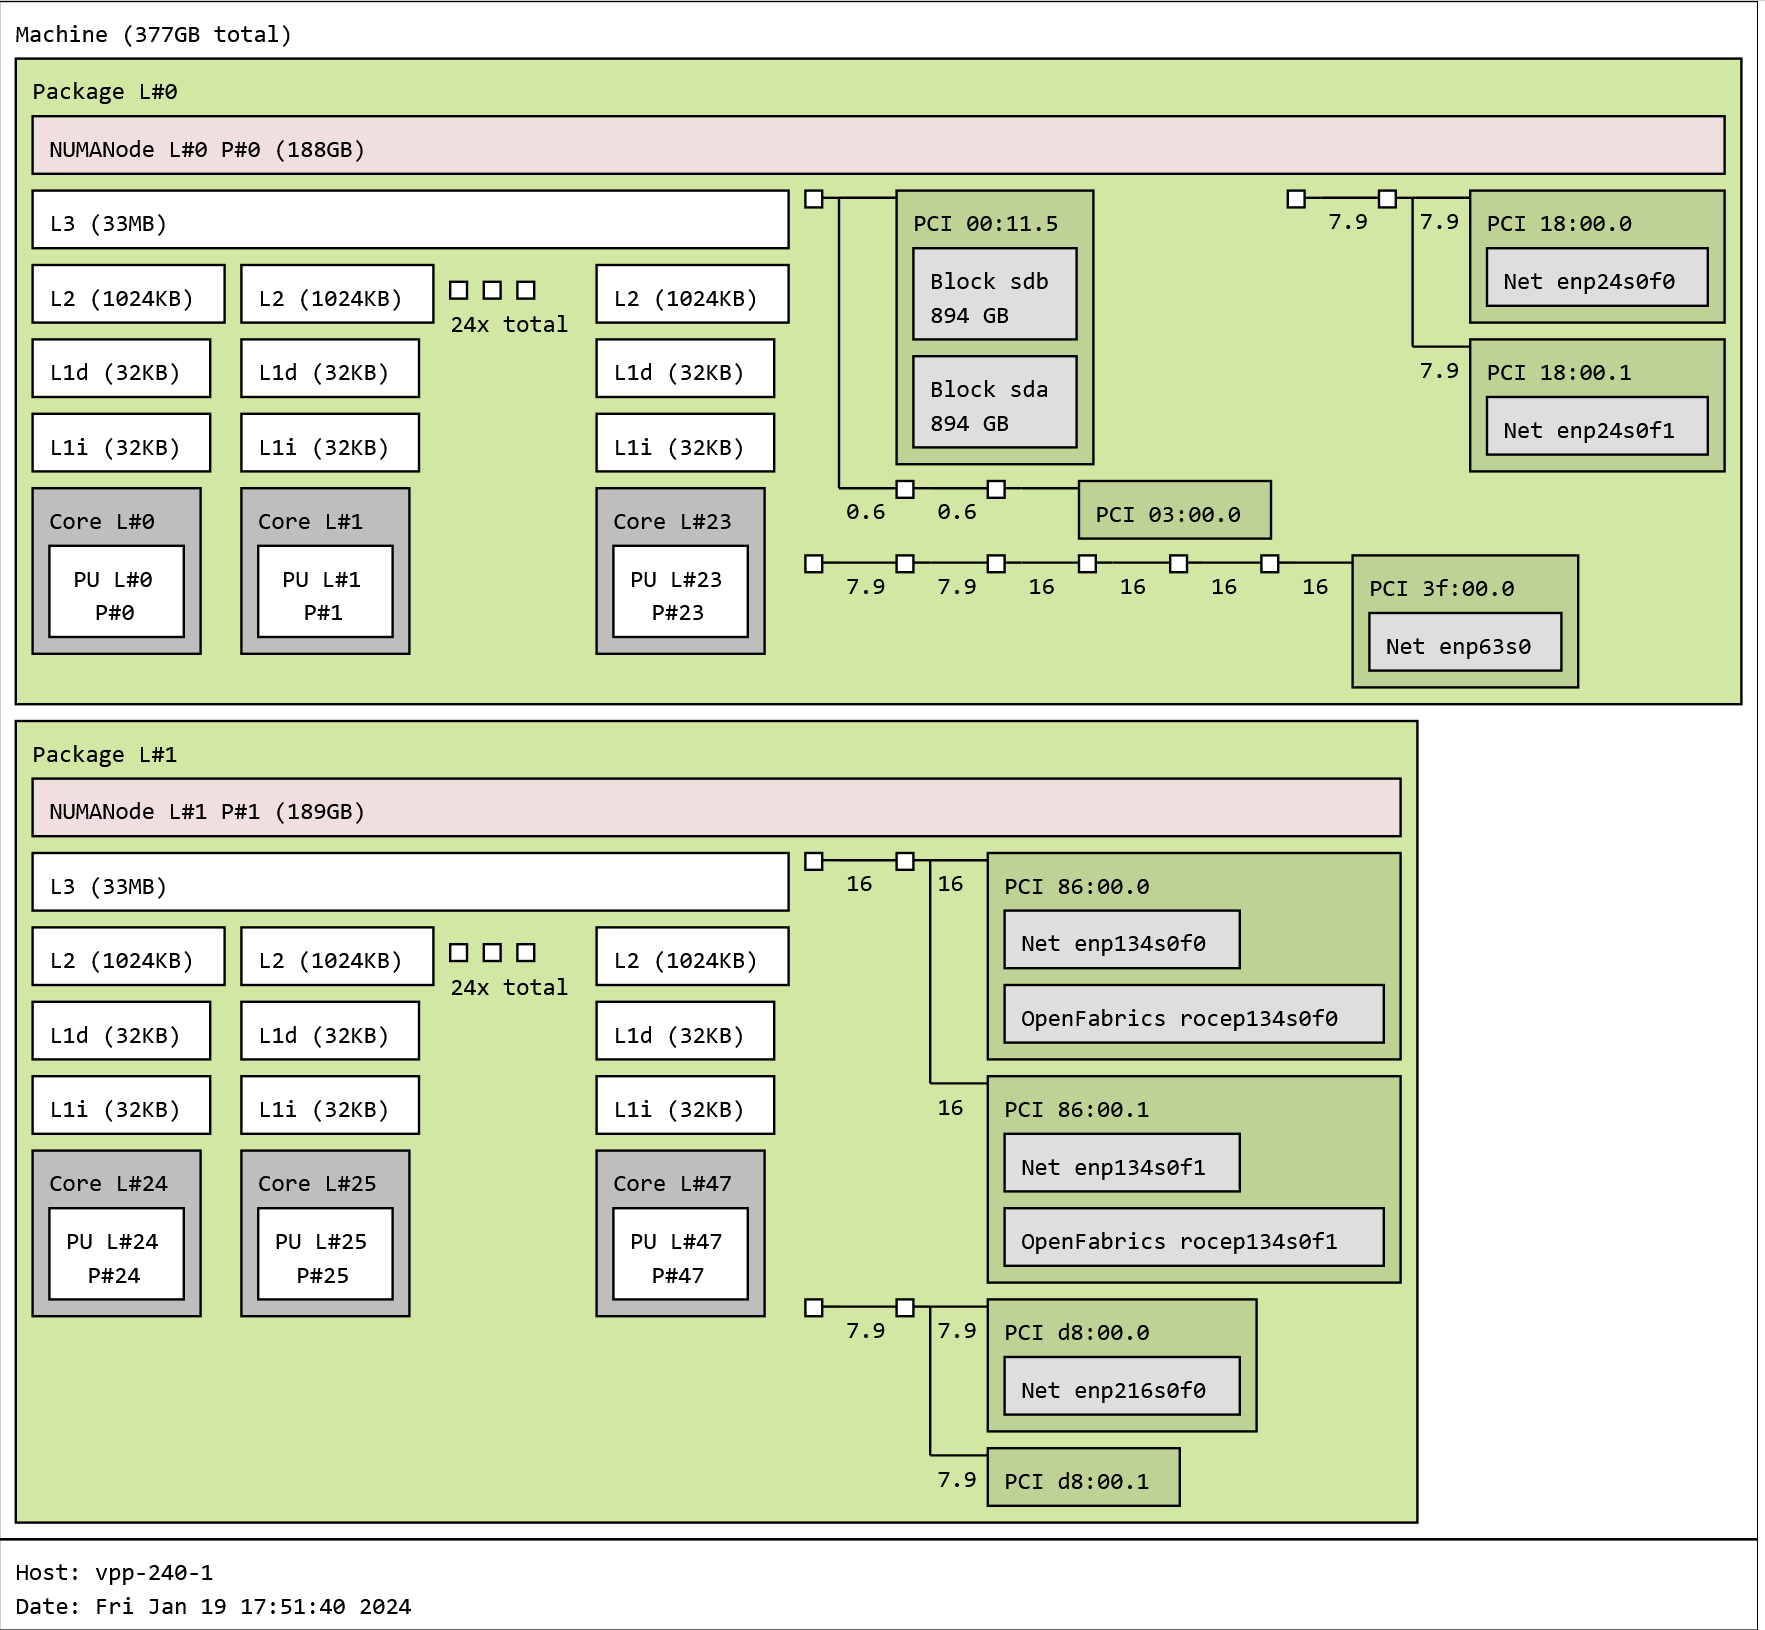 Machine (377GB total)
Package L#0
NUMANode L#0 P#0 (188GB)
L3 (33MB)
L2 (1024KB)
L2 (1024KB)
24x total
L2 (1024KB)
L1d (32KB)
L1d (32KB)
L1d (32KB)
L1i (32KB)
L1i (32KB)
L1i (32KB)
Core L#0
PU L#0
P#0
Core L#1
PU L#1
P#1
Core L#23
PU L#23
P#23
PCI 00:11.5
Block sdb
894 GB
Block sda
894 GB
0.6
0.6
PCI 03:00.0
7.9
7.9
PCI 18:00.0
Net enp24s0f0
7.9
PCI 18:00.1
Net enp24s0f1
7.9
7.9
16
16
16
16
PCI 3f:00.0
Net enp63s0
Package L#1
NUMANode L#1 P#1 (189GB)
L3 (33MB)
L2 (1024KB)
L2 (1024KB)
24x total
L2 (1024KB)
L1d (32KB)
L1d (32KB)
L1d (32KB)
L1i (32KB)
L1i (32KB)
L1i (32KB)
Core L#24
PU L#24
P#24
Core L#25
PU L#25
P#25
Core L#47
PU L#47
P#47
16
16
PCI 86:00.0
Net enp134s0f0
OpenFabrics rocep134s0f0
16
PCI 86:00.1
Net enp134s0f1
OpenFabrics rocep134s0f1
7.9
7.9
PCI d8:00.0
Net enp216s0f0
7.9
PCI d8:00.1
Host: vpp-240-1
Date: Fri Jan 19 17:51:40 2024